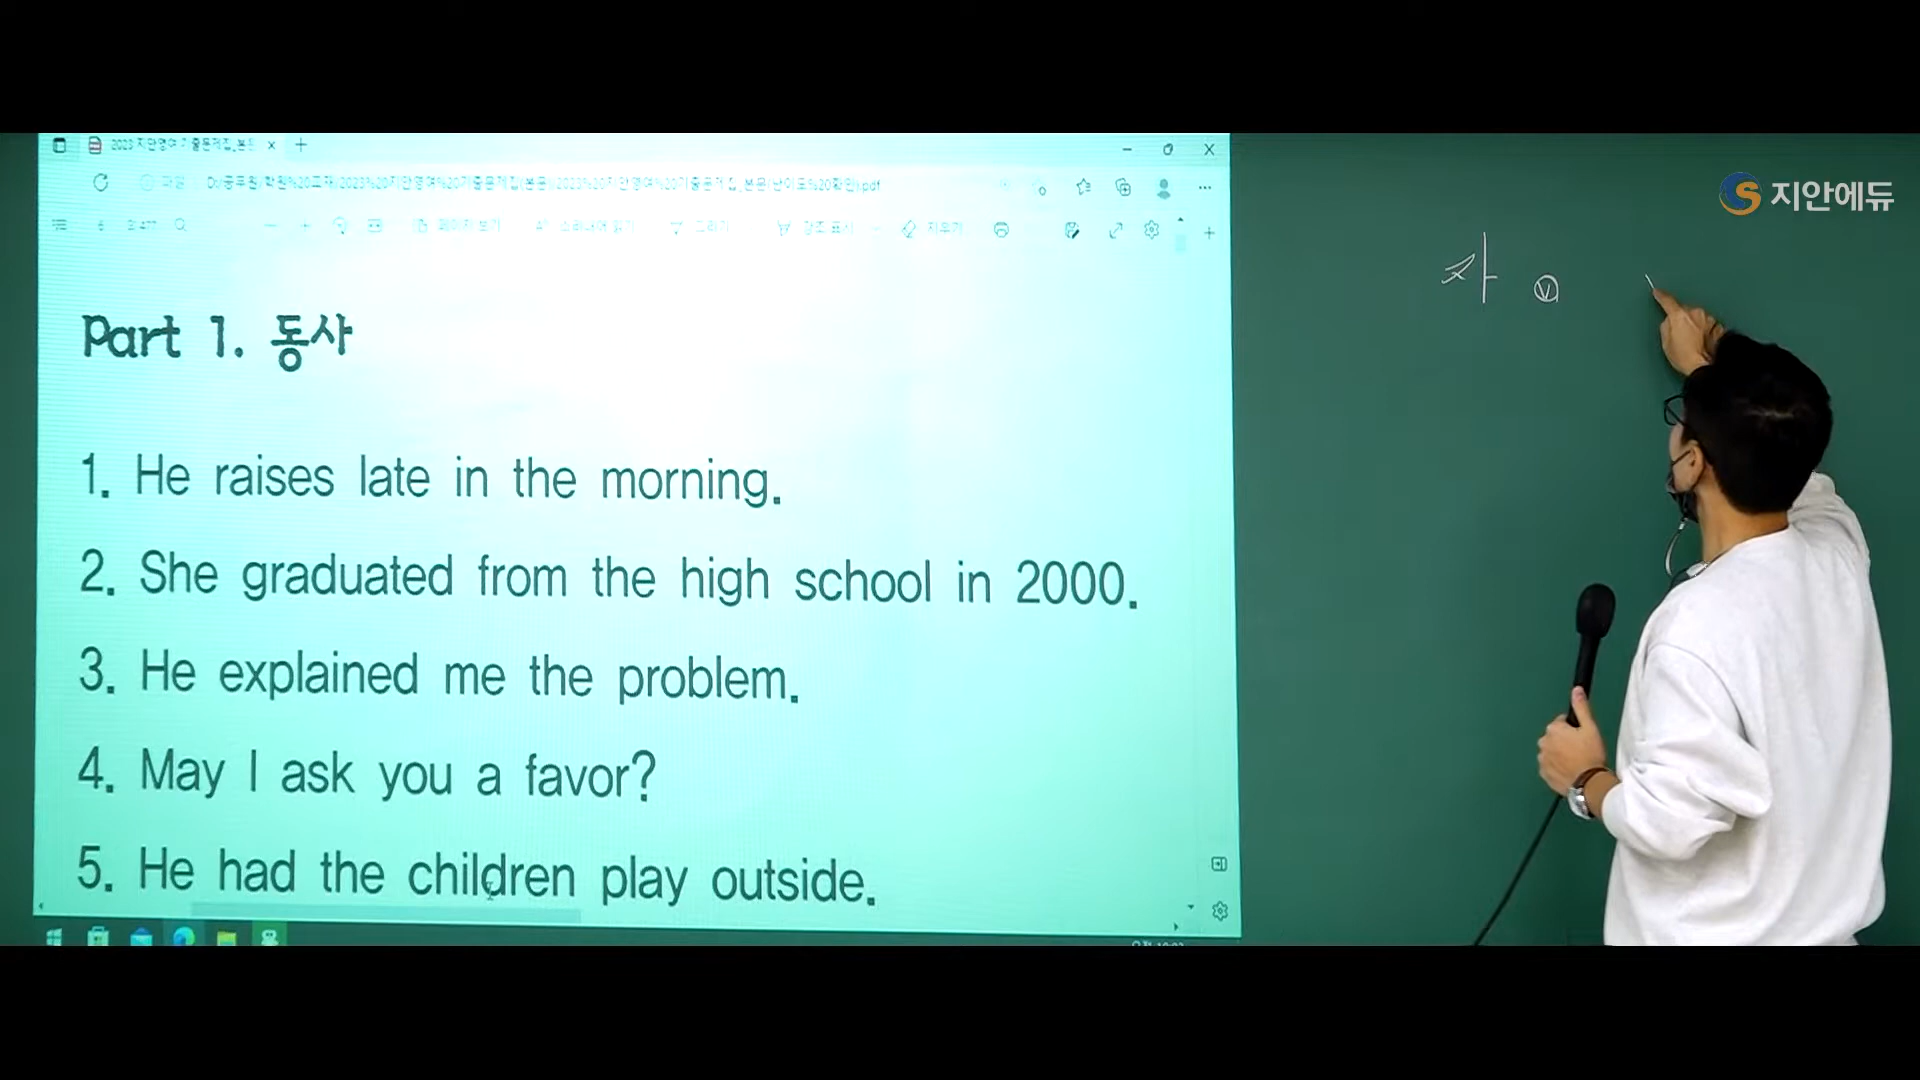 지안에듀
자 ⓥ
Part 1. 동사
1. He raises late in the morning.
2. She graduated from the high school in 2000.
3. He explained me the problem.
4. May I ask you a favor?
5. He had the children play outside.